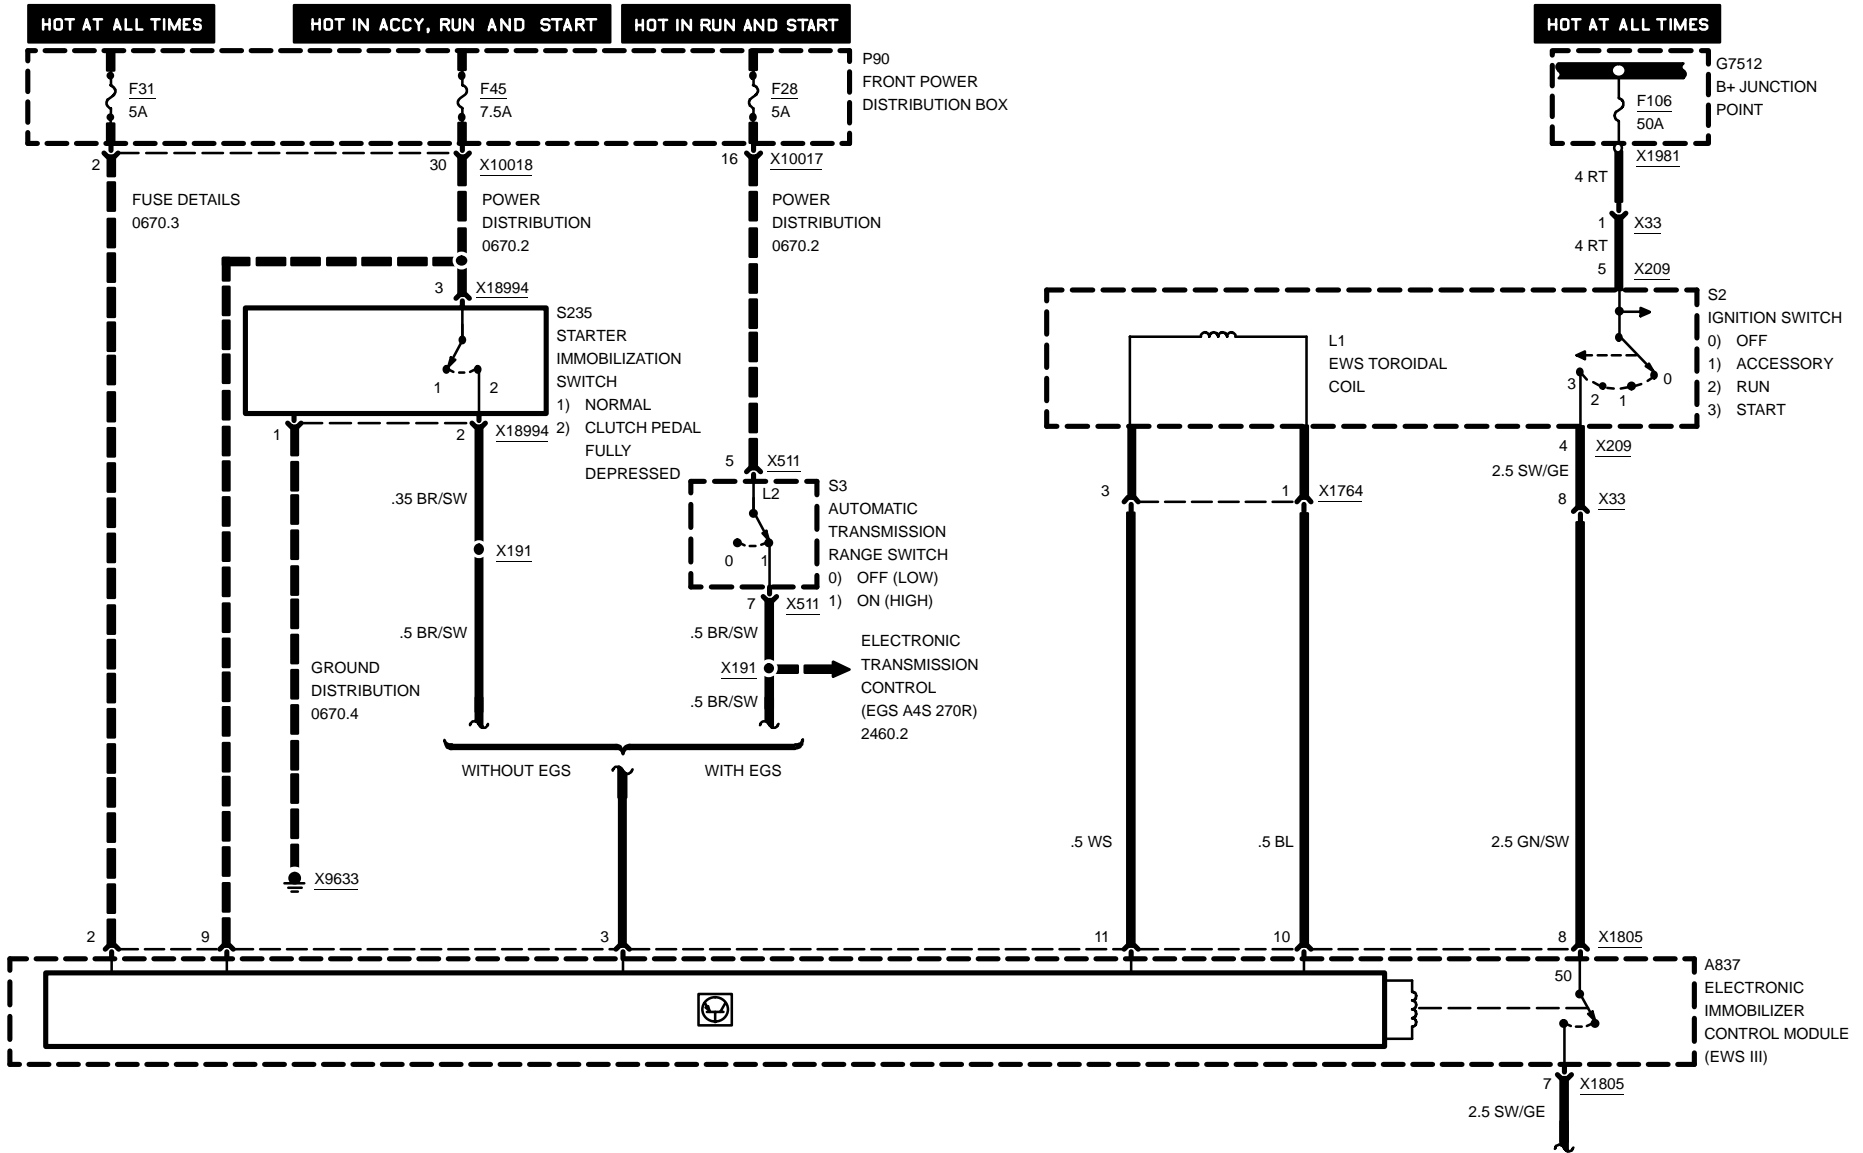 HOT AT ALL TIMES
HOT IN ACCY, RUN AND START
HOT IN RUN AND START
HOT AT ALL TIMES
F31
5A
F45
7.5A
F28
5A
P90
FRONT POWER
DISTRIBUTION BOX
F106
50A
G7512
B+ JUNCTION
POINT
2
30
X10018
16
X10017
X1981
4 RT
1
X33
4 RT
5
X209
FUSE DETAILS
0670.3
POWER
DISTRIBUTION
0670.2
POWER
DISTRIBUTION
0670.2
3
X18994
1
2
S235
STARTER
IMMOBILIZATION
SWITCH
1) NORMAL
2) CLUTCH PEDAL
FULLY
DEPRESSED
1
2
X18994
L1
EWS TOROIDAL
COIL
3
2
1
0
S2
IGNITION SWITCH
0) OFF
1) ACCESSORY
2) RUN
3) START
.35 BR/SW
X191
.5 BR/SW
5
X511
L2
0
1
S3
AUTOMATIC
TRANSMISSION
RANGE SWITCH
0) OFF (LOW)
1) ON (HIGH)
7
X511
.5 BR/SW
X191
.5 BR/SW
ELECTRONIC
TRANSMISSION
CONTROL
(EGS A4S 270R)
2460.2
3
1
X1764
4
X209
2.5 SW/GE
8
X33
GROUND
DISTRIBUTION
0670.4
WITHOUT EGS
WITH EGS
.5 WS
.5 BL
2.5 GN/SW
X9633
2
9
3
11
10
8
X1805
50
A837
ELECTRONIC
IMMOBILIZER
CONTROL MODULE
(EWS III)
7
X1805
2.5 SW/GE